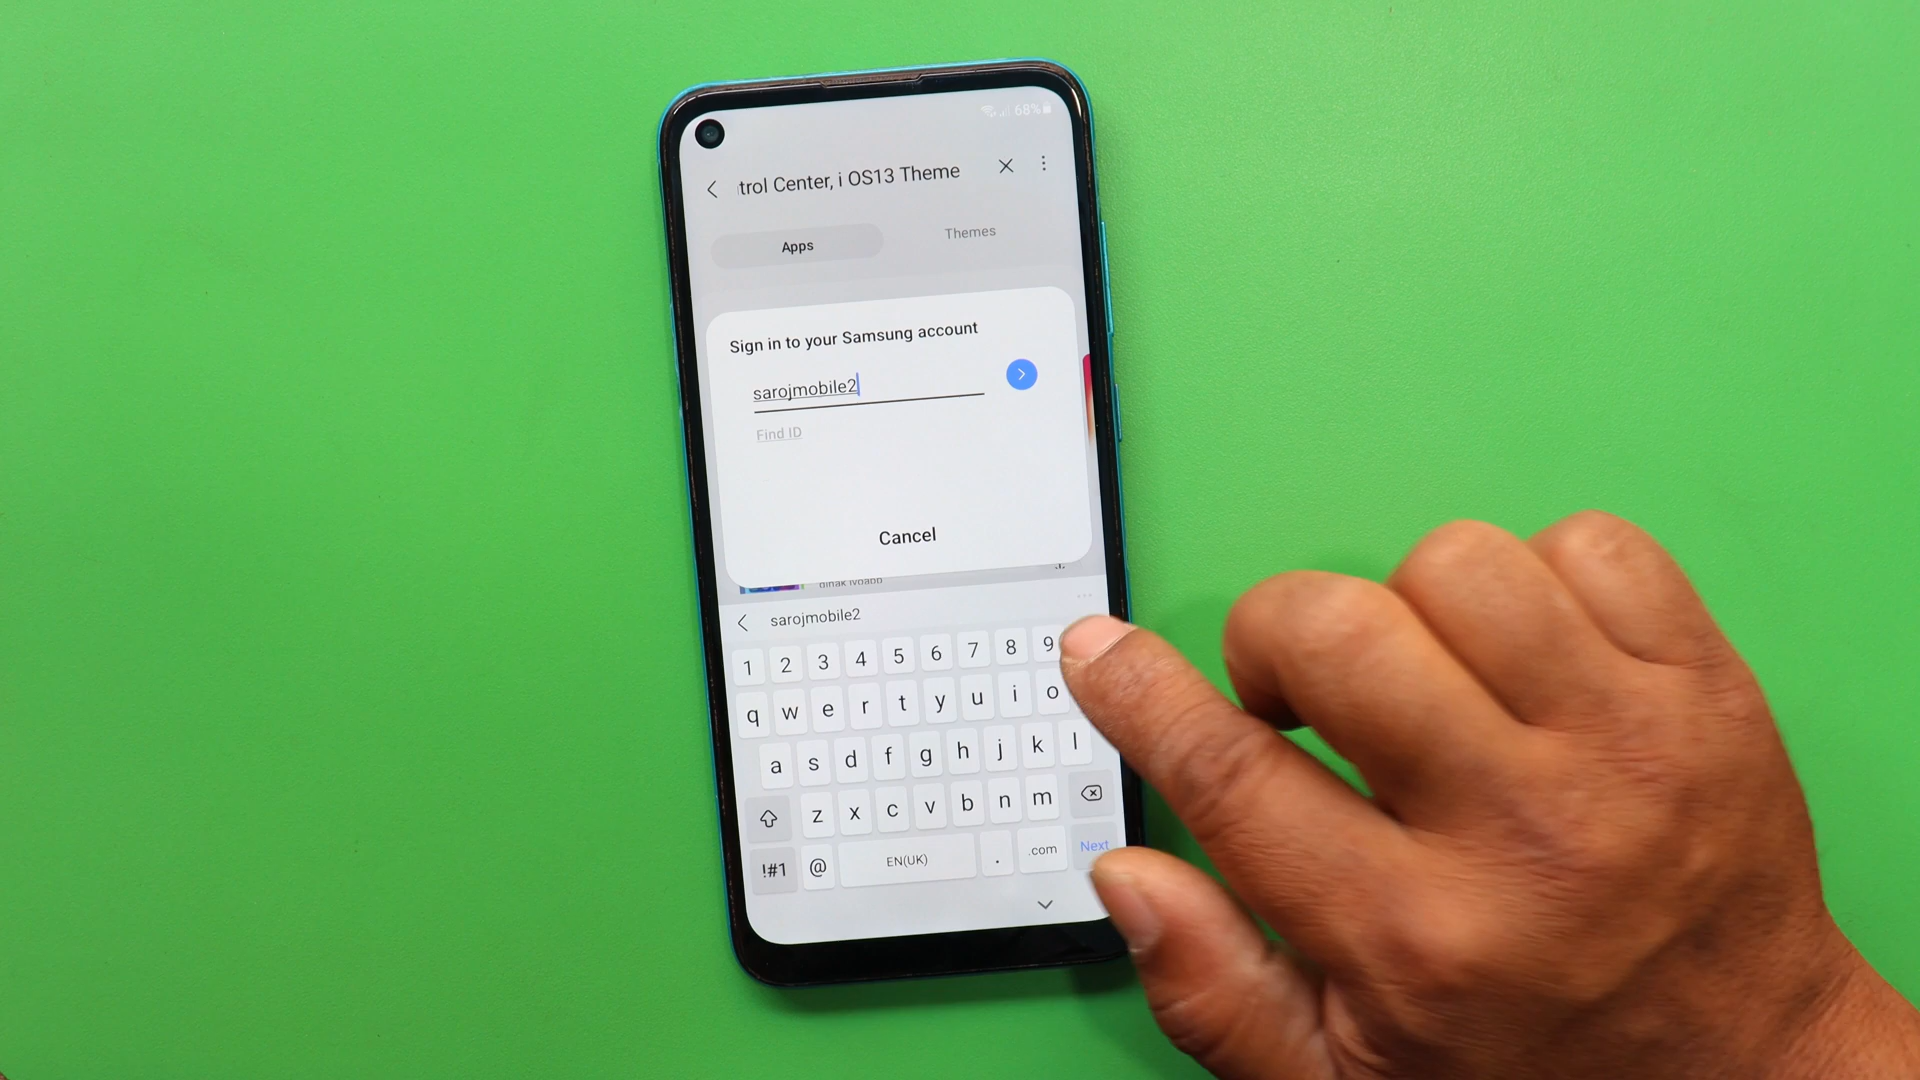 68%
trol Center, i OS13 Theme
Apps
Themes
Sign in to your Samsung account
sarojmobile2
Find ID
Cancel
sarojmobile2
1 2 3 4 5 6 7 8 9
q w e r t y u i o
a s d f g h j k l
z x c v b n m
!#1 @ EN(UK) . .com Next